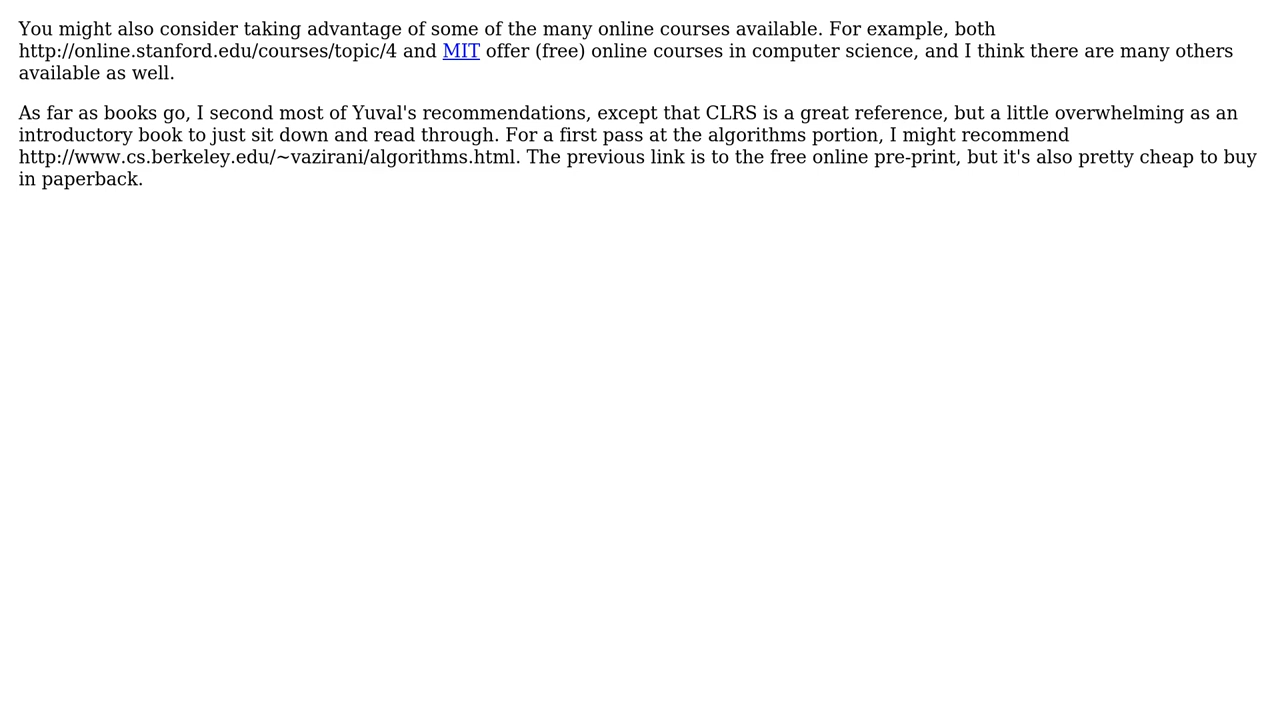 You might also consider taking advantage of some of the many online courses available. For example, both
http://online.stanford.edu/courses/topic/4 and MIT offer (free) online courses in computer science, and I think there are many others
available as well.
As far as books go, I second most of Yuval's recommendations, except that CLRS is a great reference, but a little overwhelming as an
introductory book to just sit down and read through. For a first pass at the algorithms portion, I might recommend
http://www.cs.berkeley.edu/~vazirani/algorithms.html. The previous link is to the free online pre-print, but it's also pretty cheap to buy
in paperback.